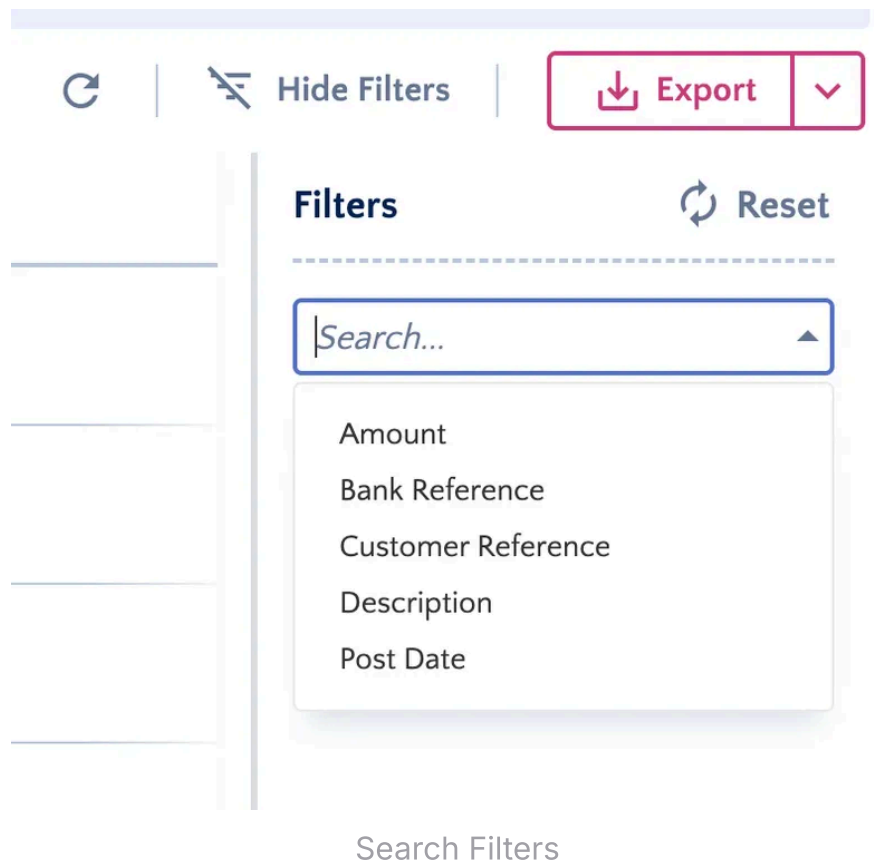 Hide Filters
Export
Filters
Reset
Search...
Amount
Bank Reference
Customer Reference
Description
Post Date
Search Filters